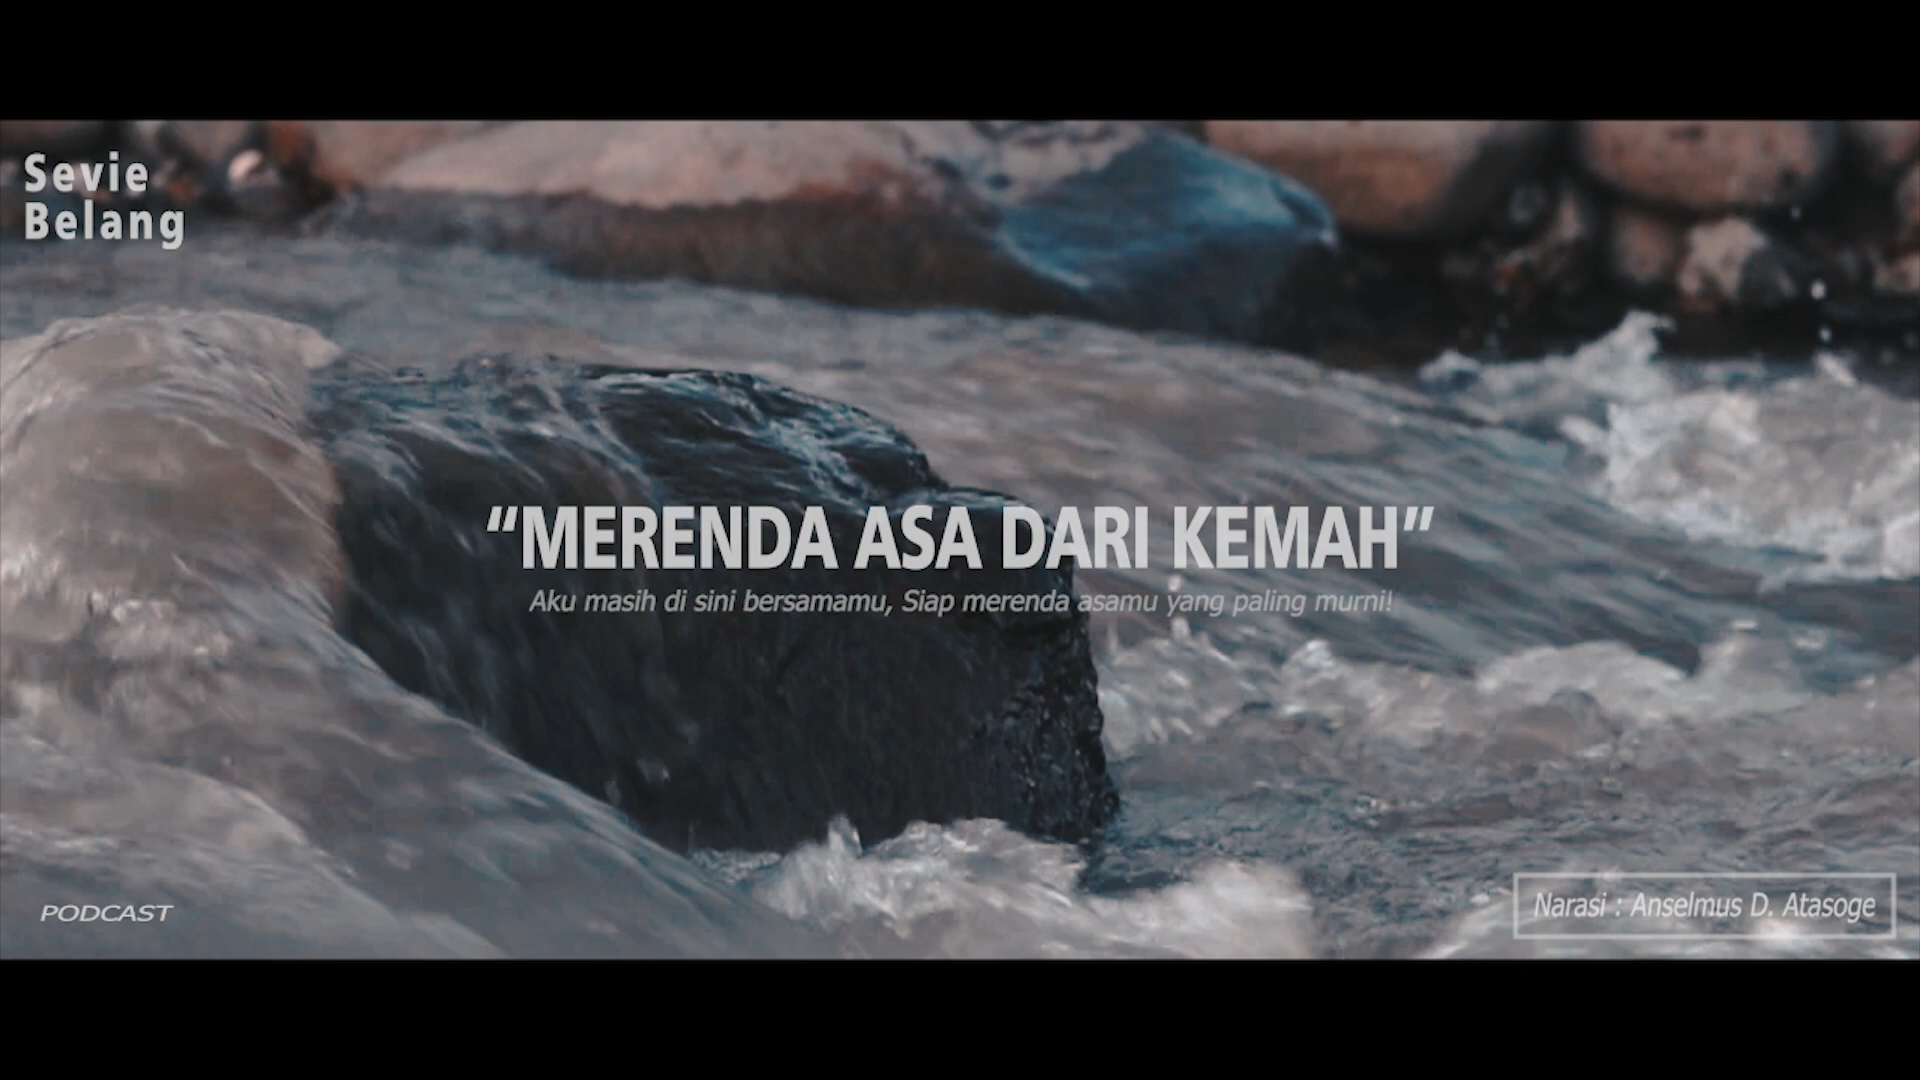 Sevie
Belang
“MERENDA ASA DARI KEMAH”
Aku masih di sini bersamamu, Siap merenda asamu yang paling murni!
PODCAST
Narasi : Anselmus D. Atasoge